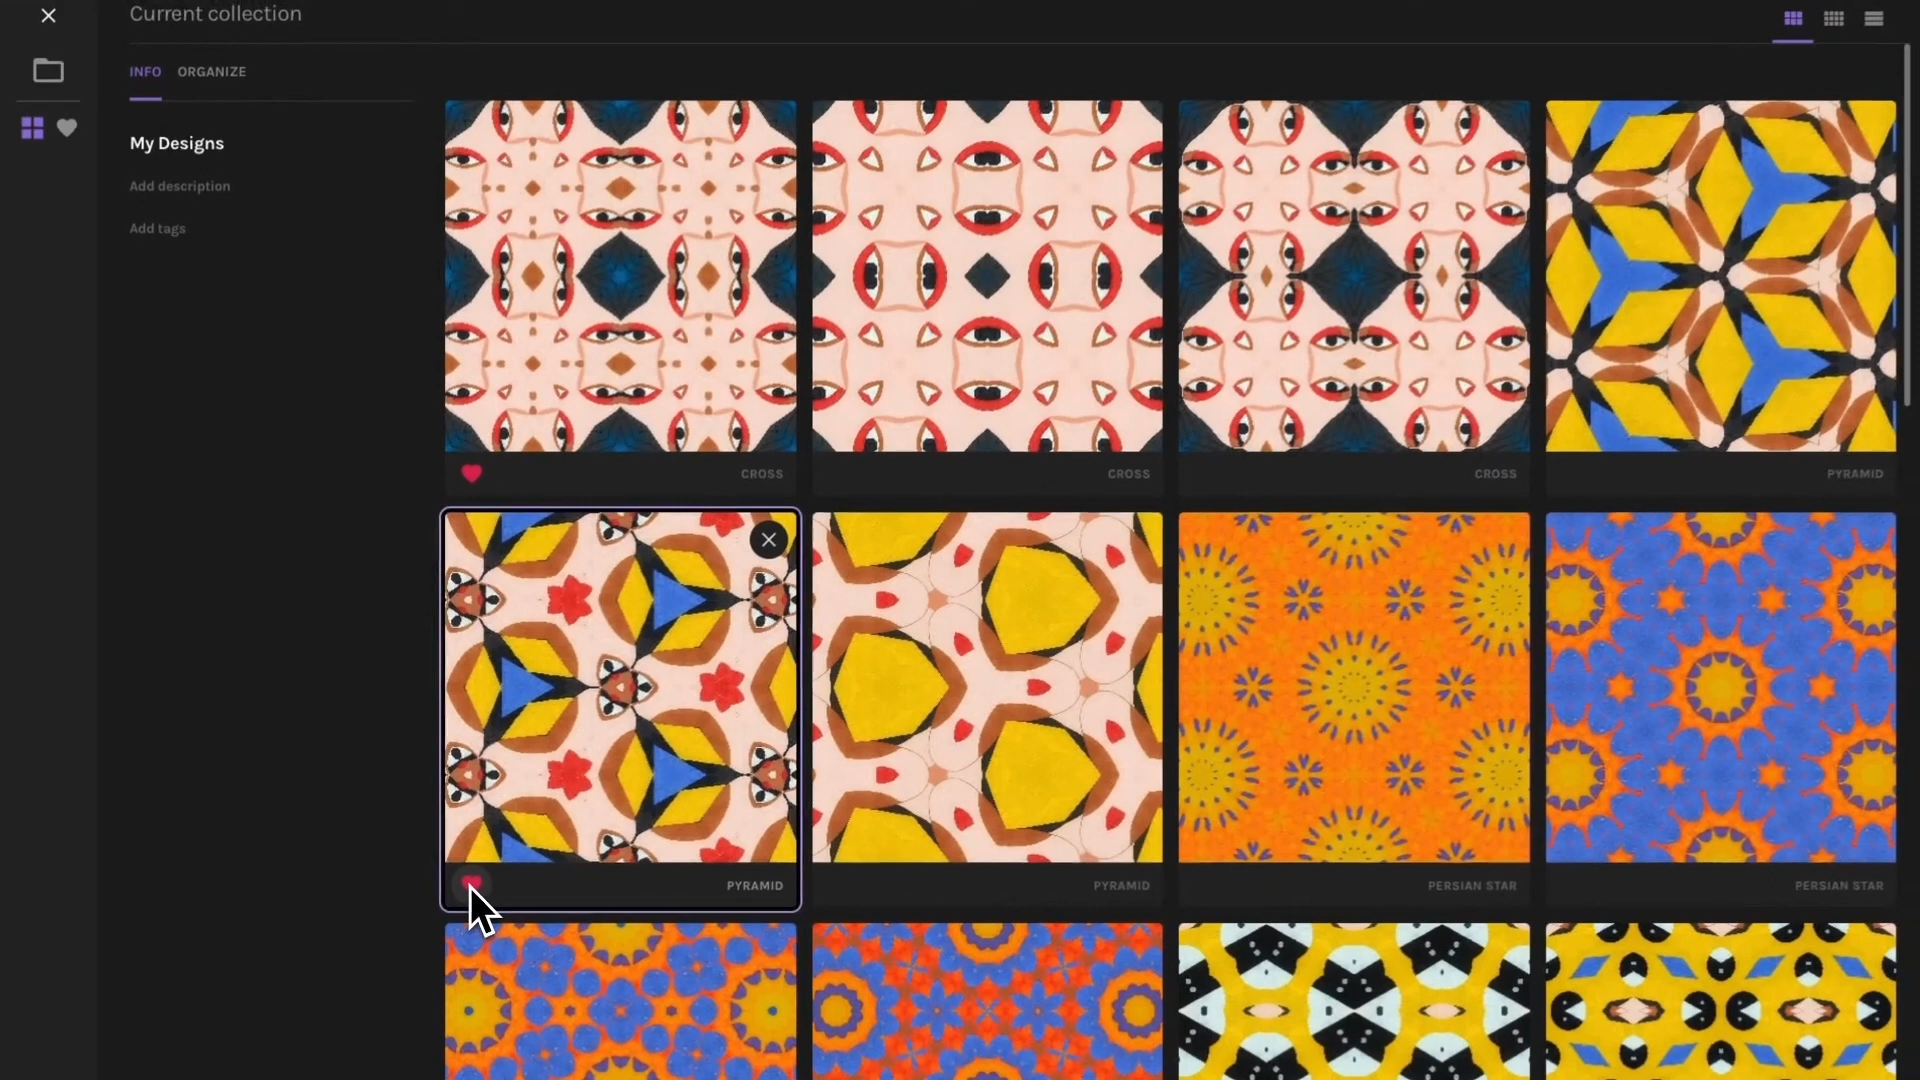 Current collection
INFO ORGANIZE
My Designs
Add description
Add tags
CROSS
CROSS
CROSS
PYRAMID
PYRAMID
PYRAMID
PERSIAN STAR
PERSIAN STAR